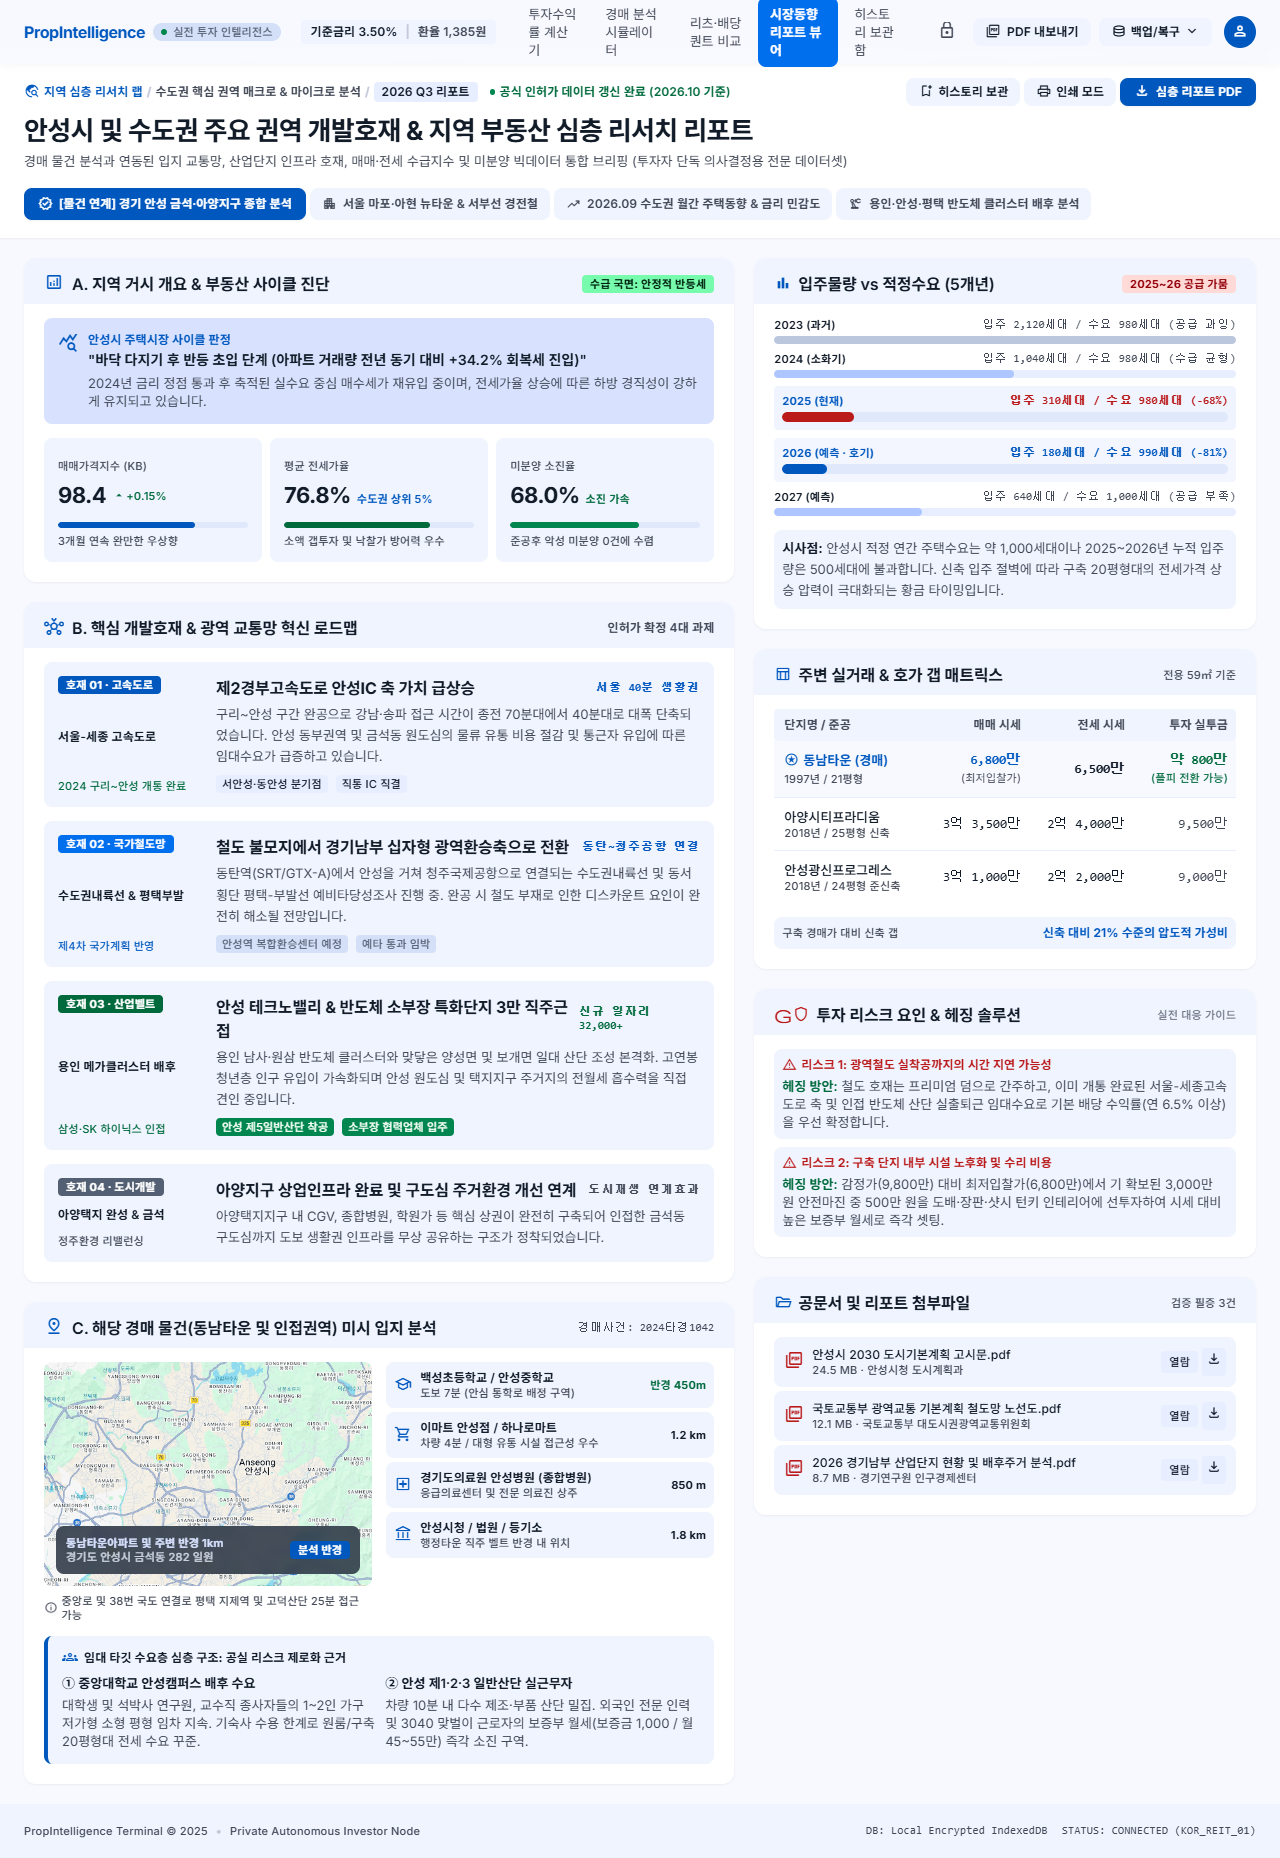 PropIntelligence
실전 투자 인텔리전스
기준금리 3.50% | 환율 1,385원
투자수익률 계산기
경매 분석 시뮬레이터
리츠·배당 퀀트 비교
시장동향 리포트 뷰어
히스토리 보관함
PDF 내보내기
백업/복구
지역 심층 리서치 랩 / 수도권 핵심 권역 매크로 & 마이크로 분석 / 2026 Q3 리포트
공식 인허가 데이터 갱신 완료 (2026.10 기준)
히스토리 보관
인쇄 모드
심층 리포트 PDF
안성시 및 수도권 주요 권역 개발호재 & 지역 부동산 심층 리서치 리포트
경매 물건 분석과 연동된 입지 교통망, 산업단지 인프라 호재, 매매·전세 수급지수 및 미분양 빅데이터 통합 브리핑 (투자자 단독 의사결정용 전문 데이터셋)
[물건 연계] 경기 안성 금석·아양지구 종합 분석
서울 마포·아현 뉴타운 & 서부선 경전철
2026.09 수도권 월간 주택동향 & 금리 민감도
용인·안성·평택 반도체 클러스터 배후 분석
A. 지역 거시 개요 & 부동산 사이클 진단
수급 국면: 안정적 반등세
안성시 주택시장 사이클 판정
"바닥 다지기 후 반등 초입 단계 (아파트 거래량 전년 동기 대비 +34.2% 회복세 진입)"
2024년 금리 정점 통과 후 축적된 실수요 중심 매수세가 재유입 중이며, 전세가율 상승에 따른 하방 경직성이 강하
게 유지되고 있습니다.
매매가격지수 (KB)
98.4 +0.15%
3개월 연속 완만한 우상향
평균 전세가율
76.8% 수도권 상위 5%
소액 갭투자 및 낙찰가 방어력 우수
미분양 소진율
68.0% 소진 가속
준공후 악성 미분양 0건에 수렴
B. 핵심 개발호재 & 광역 교통망 혁신 로드맵
인허가 확정 4대 과제
호재 01 · 고속도로
서울-세종 고속도로
2024 구리~안성 개통 완료
제2경부고속도로 안성IC 축 가치 급상승
서울 40분 생활권
구리~안성 구간 완공으로 강남·송파 접근 시간이 종전 70분대에서 40분대로 대폭 단축되
었습니다. 안성 동부권역 및 금석동 원도심의 물류 유통 비용 절감 및 통근자 유입에 따른
임대수요가 급증하고 있습니다.
서안성·동안성 분기점
직통 IC 직결
호재 02 · 국가철도망
수도권내륙선 & 평택부발
제4차 국가계획 반영
철도 불모지에서 경기남부 십자형 광역환승축으로 전환
동탄~청주공항 연결
동탄역(SRT/GTX-A)에서 안성을 거쳐 청주국제공항으로 연결되는 수도권내륙선 및 동서
횡단 평택-부발선 예비타당성조사 진행 중. 완공 시 철도 부재로 인한 디스카운트 요인이 완
전히 해소될 전망입니다.
안성역 복합환승센터 예정
예타 통과 임박
호재 03 · 산업벨트
용인 메가클러스터 배후
삼성·SK 하이닉스 인접
안성 테크노밸리 & 반도체 소부장 특화단지 3만 직주근
접
신규 일자리
32,000+
용인 남사·원삼 반도체 클러스터와 맞닿은 양성면 및 보개면 일대 산단 조성 본격화. 고연봉
청년층 인구 유입이 가속화되며 안성 원도심 및 택지지구 주거지의 전월세 흡수력을 직접
견인 중입니다.
안성 제5일반산단 착공
소부장 협력업체 입주
호재 04 · 도시개발
아양택지 완성 & 금석
정주환경 리밸런싱
아양지구 상업인프라 완료 및 구도심 주거환경 개선 연계
도시재생 연계효과
아양택지지구 내 CGV, 종합병원, 학원가 등 핵심 상권이 완전히 구축되어 인접한 금석동
구도심까지 도보 생활권 인프라를 무상 공유하는 구조가 정착되었습니다.
C. 해당 경매 물건(동남타운 및 인접권역) 미시 입지 분석
경매사건: 2024타경1042
Anseong
안성시
동남타운아파트 및 주변 반경 1km
경기도 안성시 금석동 282 일원
분석 반경
중앙로 및 38번 국도 연결로 평택 지제역 및 고덕산단 25분 접근
가능
백성초등학교 / 안성중학교
도보 7분 (안심 통학로 배정 구역)
반경 450m
이마트 안성점 / 하나로마트
차량 4분 / 대형 유통 시설 접근성 우수
1.2 km
경기도의료원 안성병원 (종합병원)
응급의료센터 및 전문 의료진 상주
850 m
안성시청 / 법원 / 등기소
행정타운 직주 벨트 반경 내 위치
1.8 km
임대 타깃 수요층 심층 구조: 공실 리스크 제로화 근거
① 중앙대학교 안성캠퍼스 배후 수요
대학생 및 석박사 연구원, 교수직 종사자들의 1~2인 가구
저가형 소형 평형 임차 지속. 기숙사 수용 한계로 원룸/구축
20평형대 전세 수요 꾸준.
② 안성 제1·2·3 일반산단 실근무자
차량 10분 내 다수 제조·부품 산단 밀집. 외국인 전문 인력
및 3040 맞벌이 근로자의 보증부 월세(보증금 1,000 / 월
45~55만) 즉각 소진 구역.
입주물량 vs 적정수요 (5개년)
2025~26 공급 가뭄
2023 (과거) 입주 2,120세대 / 수요 980세대 (공급 과잉)
2024 (소화기) 입주 1,040세대 / 수요 980세대 (수급 균형)
2025 (현재) 입주 310세대 / 수요 980세대 (-68%)
2026 (예측 · 호기) 입주 180세대 / 수요 990세대 (-81%)
2027 (예측) 입주 640세대 / 수요 1,000세대 (공급 부족)
시사점: 안성시 적정 연간 주택수요는 약 1,000세대이나 2025~2026년 누적 입주
량은 500세대에 불과합니다. 신축 입주 절벽에 따라 구축 20평형대의 전세가격 상
승 압력이 극대화되는 황금 타이밍입니다.
주변 실거래 & 호가 갭 매트릭스
전용 59㎡ 기준
단지명 / 준공 매매 시세 전세 시세 투자 실투금
동남타운 (경매) 6,800만 6,500만 약 800만
1997년 / 21평형 (최저입찰가) (플피 전환 가능)
아양시티프라디움 3억 3,500만 2억 4,000만 9,500만
2018년 / 25평형 신축
안성광신프로그레스 3억 1,000만 2억 2,000만 9,000만
2018년 / 24평형 준신축
구축 경매가 대비 신축 갭
신축 대비 21% 수준의 압도적 가성비
투자 리스크 요인 & 헤징 솔루션
실전 대응 가이드
리스크 1: 광역철도 실착공까지의 시간 지연 가능성
헤징 방안: 철도 호재는 프리미엄 덤으로 간주하고, 이미 개통 완료된 서울-세종고속
도로 축 및 인접 반도체 산단 실출퇴근 임대수요로 기본 배당 수익률(연 6.5% 이상)
을 우선 확정합니다.
리스크 2: 구축 단지 내부 시설 노후화 및 수리 비용
헤징 방안: 감정가(9,800만) 대비 최저입찰가(6,800만)에서 기 확보된 3,000만
원 안전마진 중 500만 원을 도배·장판·샷시 턴키 인테리어에 선투자하여 시세 대비
높은 보증부 월세로 즉각 셋팅.
공문서 및 리포트 첨부파일
검증 필증 3건
안성시 2030 도시기본계획 고시문.pdf
24.5 MB · 안성시청 도시계획과
열람
국토교통부 광역교통 기본계획 철도망 노선도.pdf
12.1 MB · 국토교통부 대도시권광역교통위원회
열람
2026 경기남부 산업단지 현황 및 배후주거 분석.pdf
8.7 MB · 경기연구원 인구경제센터
열람
PropIntelligence Terminal © 2025 • Private Autonomous Investor Node
DB: Local Encrypted IndexedDB STATUS: CONNECTED (KOR_REIT_01)